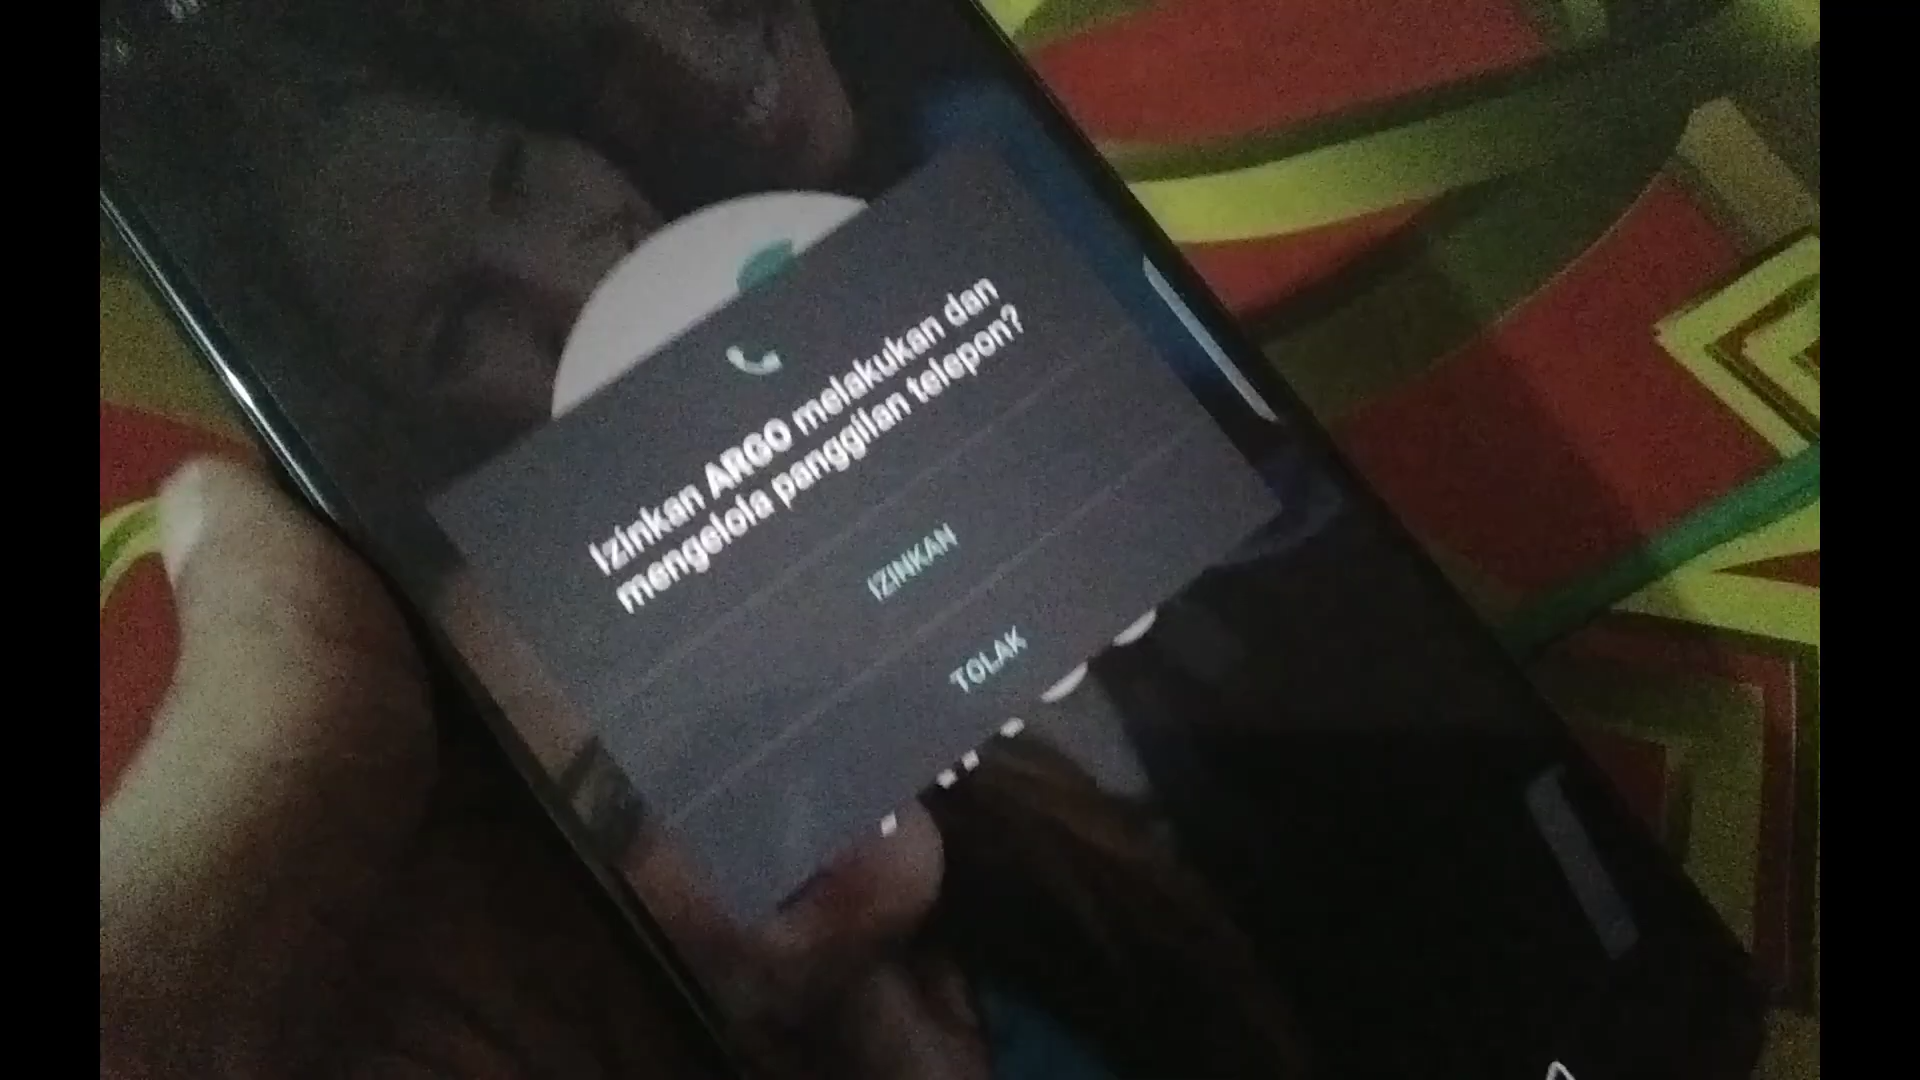 Izinkan ARGO melakukan dan
mengelola panggilan telepon?
IZINKAN
TOLAK